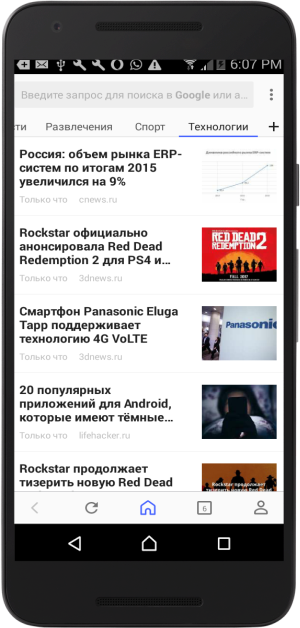 6:07 PM
Введите запрос для поиска в Google или а...
ти Развлечения Спорт Технологии +
Россия: объем рынка ERP-
систем по итогам 2015
увеличился на 9%
Только что cnews.ru
Rockstar официально
анонсировала Red Dead
Redemption 2 для PS4 и...
Только что 3dnews.ru
RED DEAD
REDEMPTION 2
FALL 2017
Смартфон Panasonic Eluga
Tapp поддерживает
технологию 4G VoLTE
Только что 3dnews.ru
Panasonic
20 популярных
приложений для Android,
которые имеют тёмные...
Только что lifehacker.ru
Rockstar продолжает
тизерить новую Red Dead
Rockstar продолжает
6